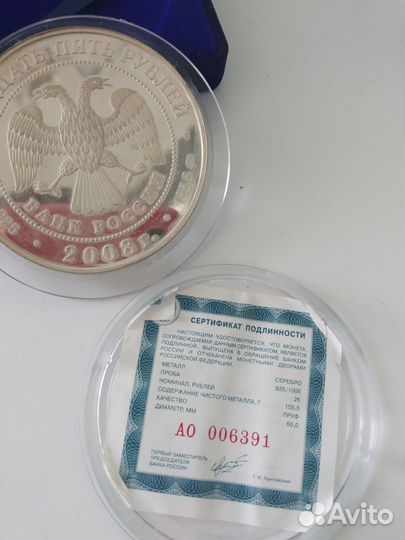 ДВАДЦАТЬ ПЯТЬ РУБЛЕЙ
БАНК РОССИИ
• 2008 г. •
СЕРТИФИКАТ ПОДЛИННОСТИ
НАСТОЯЩИМ УДОСТОВЕРЯЕТСЯ, ЧТО МОНЕТА,
СОПРОВОЖДАЕМАЯ ДАННЫМ СЕРТИФИКАТОМ, ЯВЛЯЕТСЯ
ПОДЛИННОЙ, ВЫПУЩЕНА В ОБРАЩЕНИЕ БАНКОМ
РОССИИ И ОТЧЕКАНЕНА МОНЕТНЫМИ ДВОРАМИ
РОССИЙСКОЙ ФЕДЕРАЦИИ.
МЕТАЛЛ СЕРЕБРО
ПРОБА 925/1000
НОМИНАЛ, РУБЛЕЙ 25
СОДЕРЖАНИЕ ЧИСТОГО МЕТАЛЛА, Г 155,5
КАЧЕСТВО ПРУФ
ДИАМЕТР, ММ 60,0
АО 006391
ПЕРВЫЙ ЗАМЕСТИТЕЛЬ
ПРЕДСЕДАТЕЛЯ
БАНКА РОССИИ
Г. И. Лунтовский
Avito